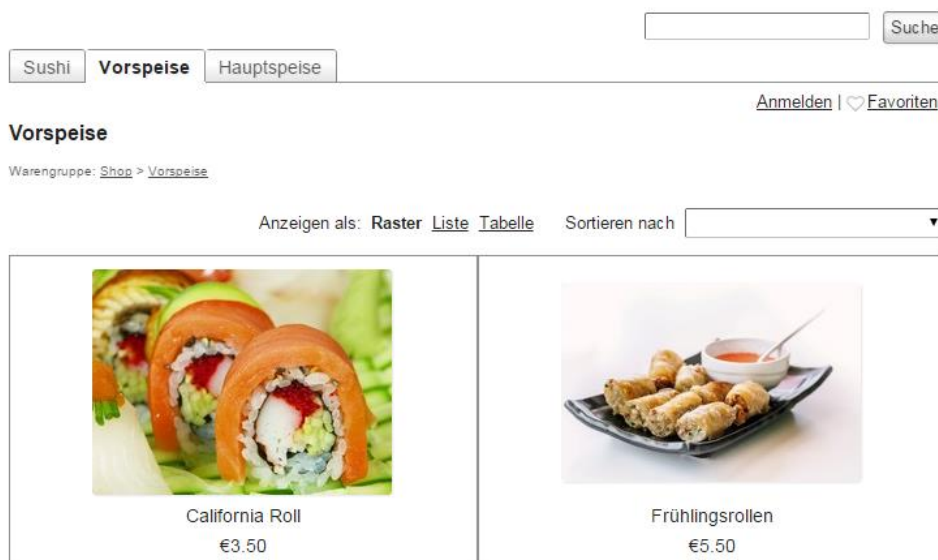 Suche
Sushi Vorspeise Hauptspeise
Anmelden | Favoriten
Vorspeise
Warengruppe: Shop > Vorspeise
Anzeigen als: Raster Liste Tabelle Sortieren nach
California Roll Frühlingsrollen
€3.50 €5.50